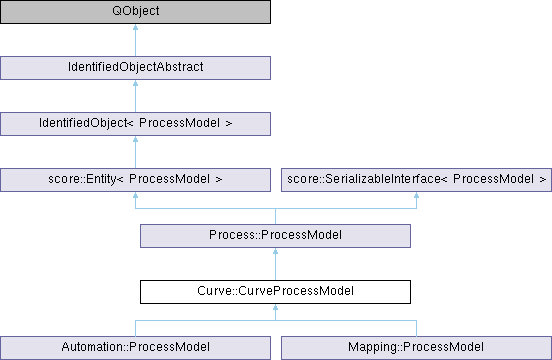 QObject
IdentifiedObjectAbstract
IdentifiedObject< ProcessModel >
score::Entity< ProcessModel >
score::SerializableInterface< ProcessModel >
Process::ProcessModel
Curve::CurveProcessModel
Automation::ProcessModel
Mapping::ProcessModel